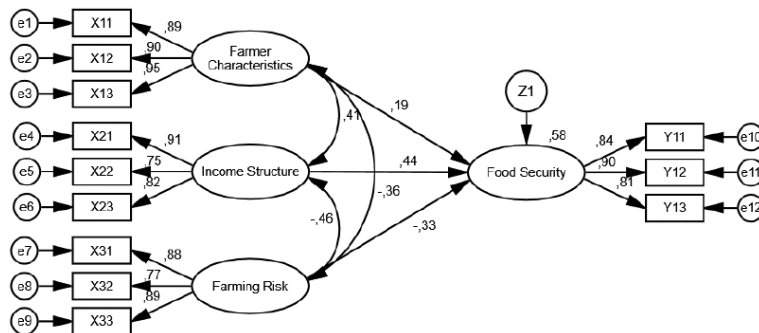 e1
X11
,89
e2
X12
,90
e3
X13
,95
Farmer
Characteristics
e4
X21
,91
e5
X22
,75
e6
X23
,82
Income Structure
e7
X31
,88
e8
X32
,77
e9
X33
,89
Farming Risk
,41
,19
,44
-,36
-,46
-,33
Z1
,58
Food Security
,84
Y11
e10
,90
Y12
e11
,81
Y13
e12